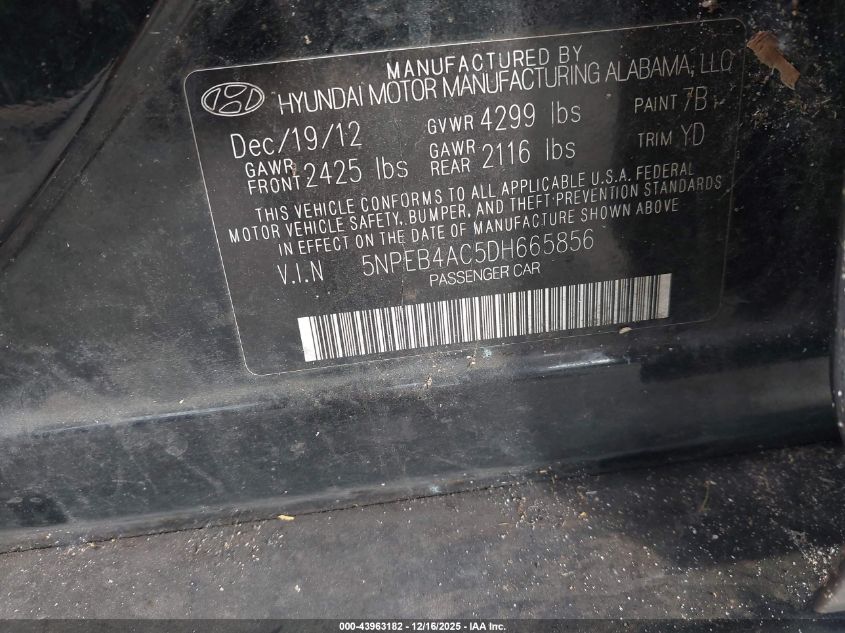 MANUFACTURED BY
HYUNDAI MOTOR MANUFACTURING ALABAMA, LLC
Dec/19/12 GVWR 4299 lbs PAINT 7B
GAWR FRONT 2425 lbs GAWR REAR 2116 lbs TRIM YD
THIS VEHICLE CONFORMS TO ALL APPLICABLE U.S.A. FEDERAL
MOTOR VEHICLE SAFETY, BUMPER, AND THEFT PREVENTION STANDARDS
IN EFFECT ON THE DATE OF MANUFACTURE SHOWN ABOVE
V.I.N 5NPEB4AC5DH665856
PASSENGER CAR
000-43963182 - 12/16/2025 - IAA Inc.